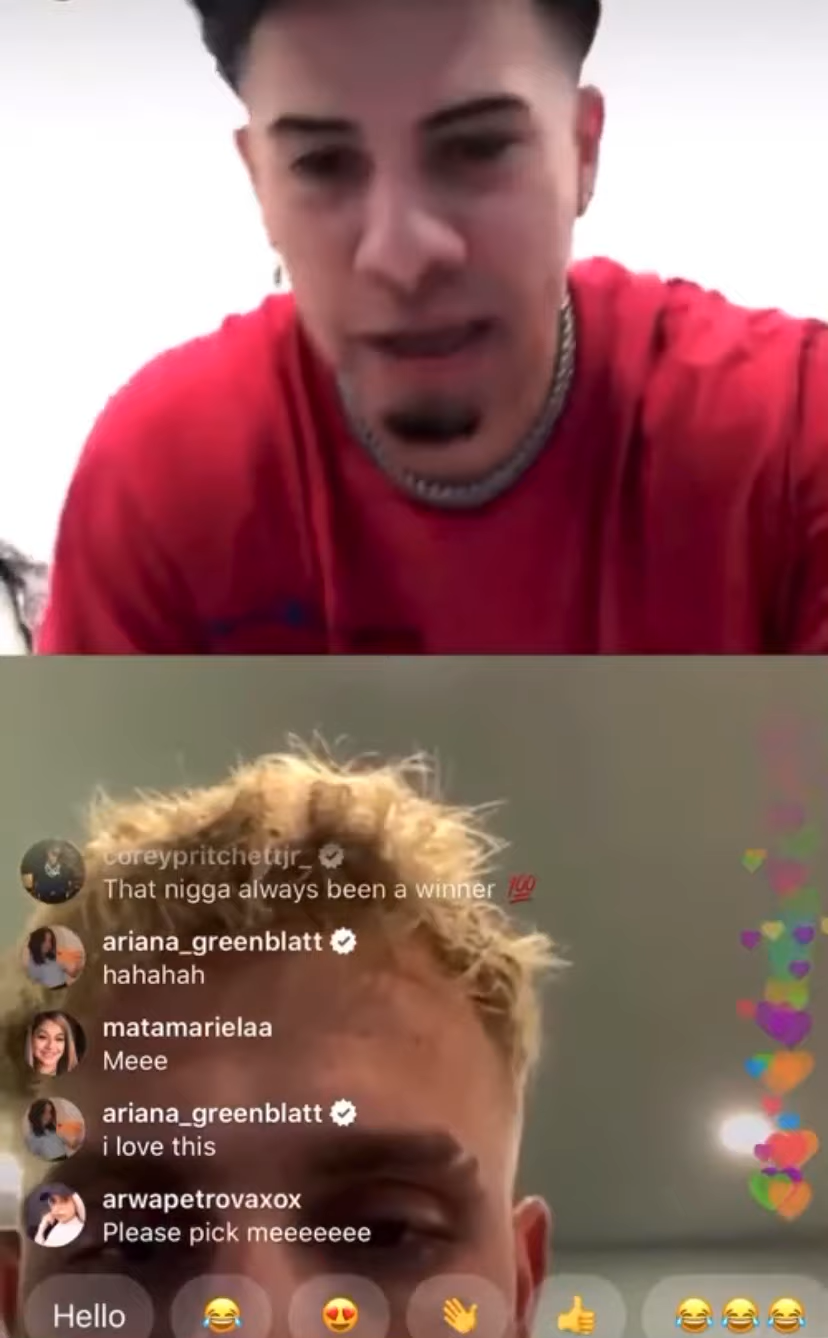 coreypritchettjr_
That nigga always been a winner 💯
ariana_greenblatt
hahahah
matamarielaa
Meee
ariana_greenblatt
i love this
arwapetrovaxox
Please pick meeeeeee
Hello 😂 😍 👋 👍 😂😂😂